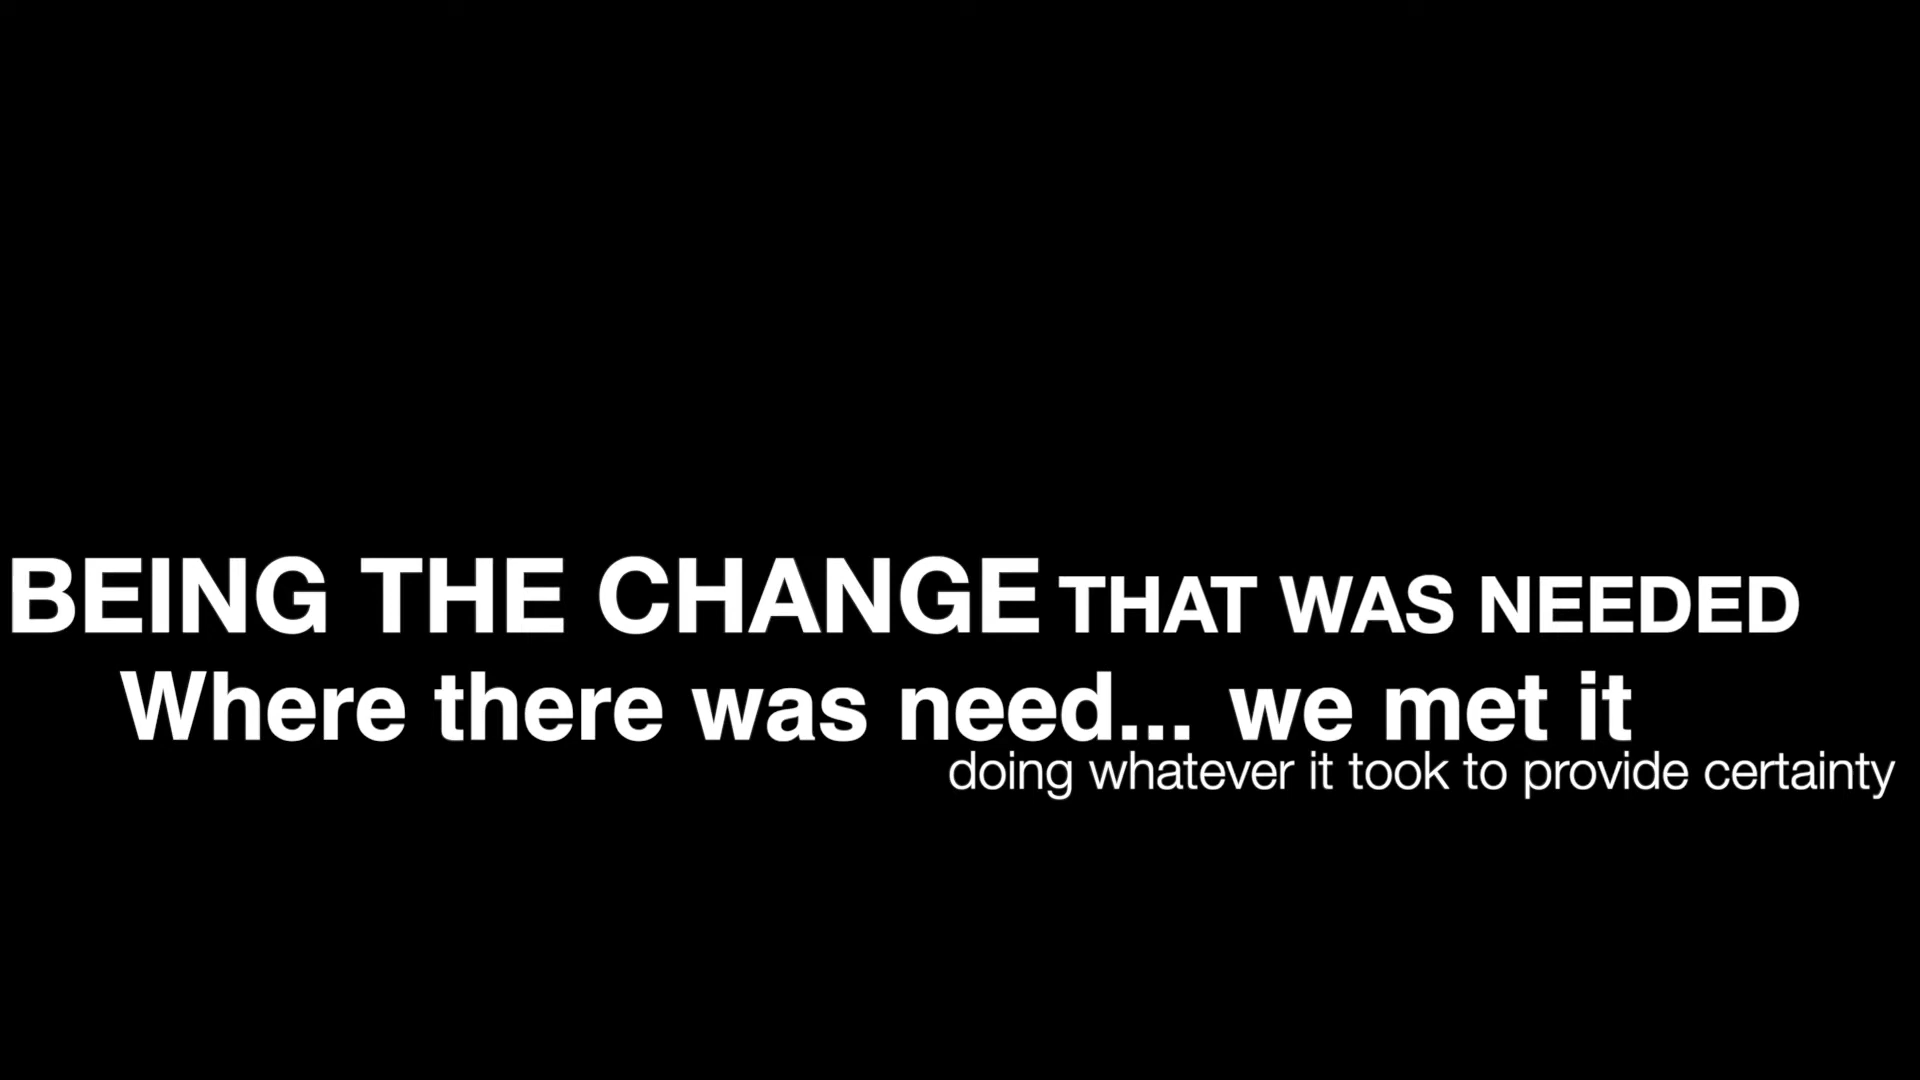 BEING THE CHANGE THAT WAS NEEDED
Where there was need... we met it
doing whatever it took to provide certainty